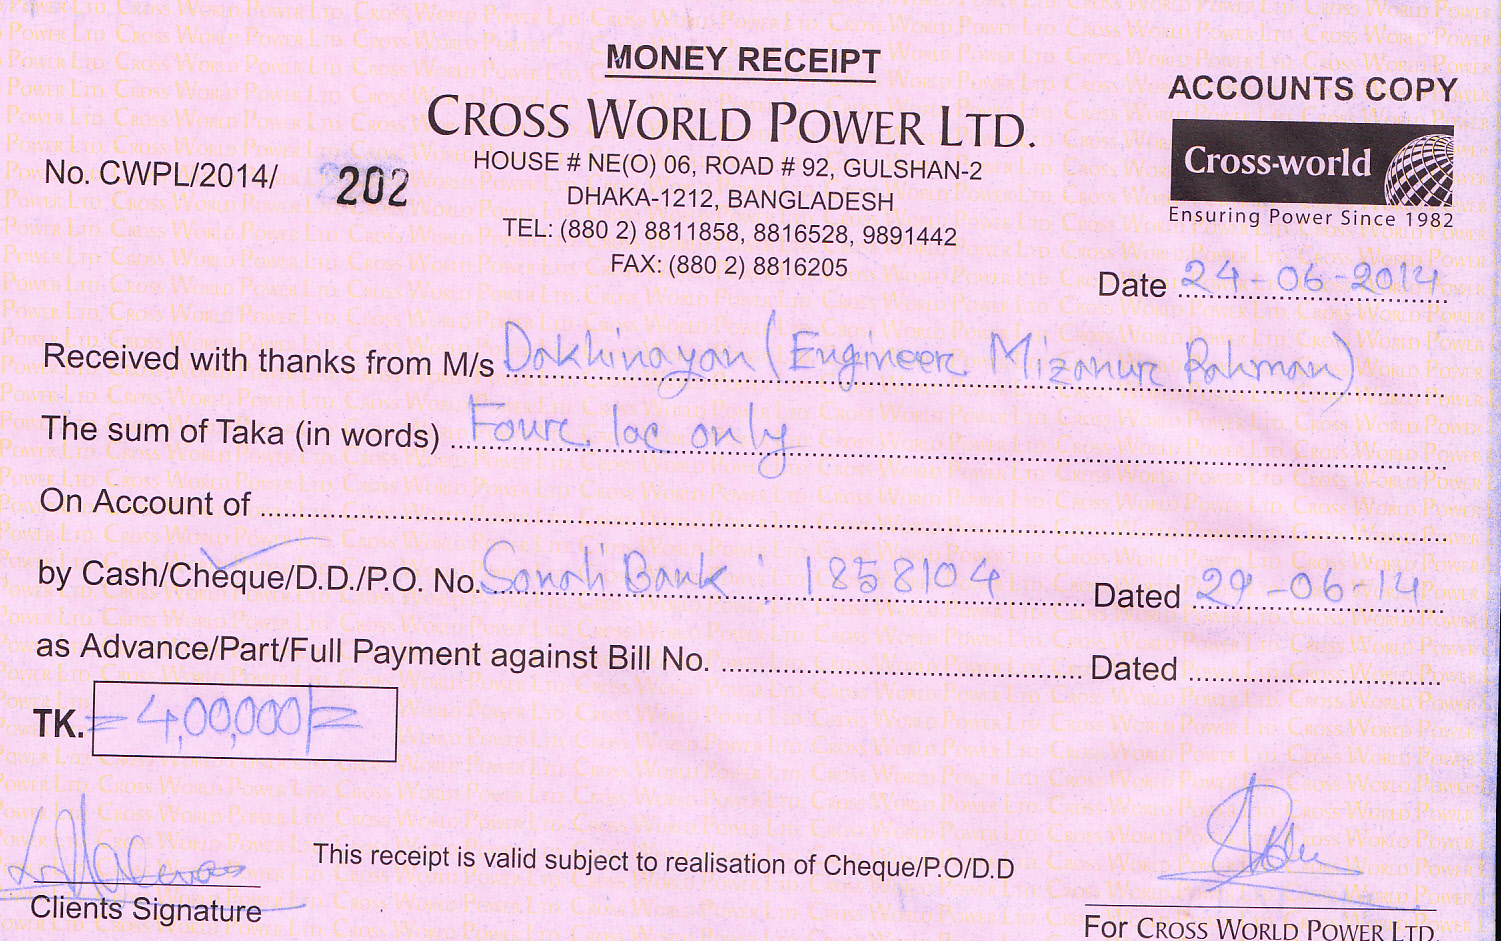 MONEY RECEIPT
ACCOUNTS COPY
CROSS WORLD POWER LTD.
Cross-world
Ensuring Power Since 1982
No. CWPL/2014/ 202
HOUSE # NE(O) 06, ROAD # 92, GULSHAN-2
DHAKA-1212, BANGLADESH
TEL: (880 2) 8811858, 8816528, 9891442
FAX: (880 2) 8816205
Date 24-06-2014
Received with thanks from M/s Dakhinayan (Engineer Mizanur Rahman)
The sum of Taka (in words) Four lac only
On Account of
by Cash/Cheque/D.D./P.O. No. Bank : 1858104 Dated 29-06-14
as Advance/Part/Full Payment against Bill No. Dated
TK. = 4,00,000/=
This receipt is valid subject to realisation of Cheque/P.O/D.D
Clients Signature
For CROSS WORLD POWER LTD.